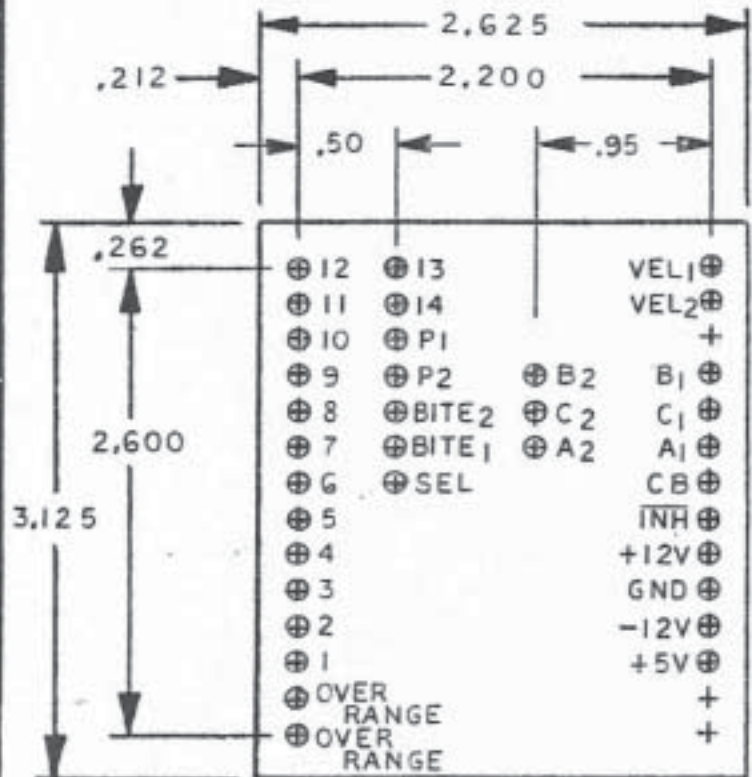 2,625
,212 2,200
,50 .95
,262
⊕ 12 ⊕ 13 VEL1 ⊕
⊕ 11 ⊕ 14 VEL2 ⊕
⊕ 10 ⊕ P1 +
⊕ 9 ⊕ P2 ⊕ B2 B1 ⊕
⊕ 8 ⊕ BITE2 ⊕ C2 C1 ⊕
2,600 ⊕ 7 ⊕ BITE1 ⊕ A2 A1 ⊕
⊕ 6 ⊕ SEL CB ⊕
3,125 ⊕ 5 I̅N̅H̅ ⊕
⊕ 4 +12V ⊕
⊕ 3 GND ⊕
⊕ 2 -12V ⊕
⊕ 1 +5V ⊕
⊕ OVER +
RANGE
⊕ OVER +
RANGE